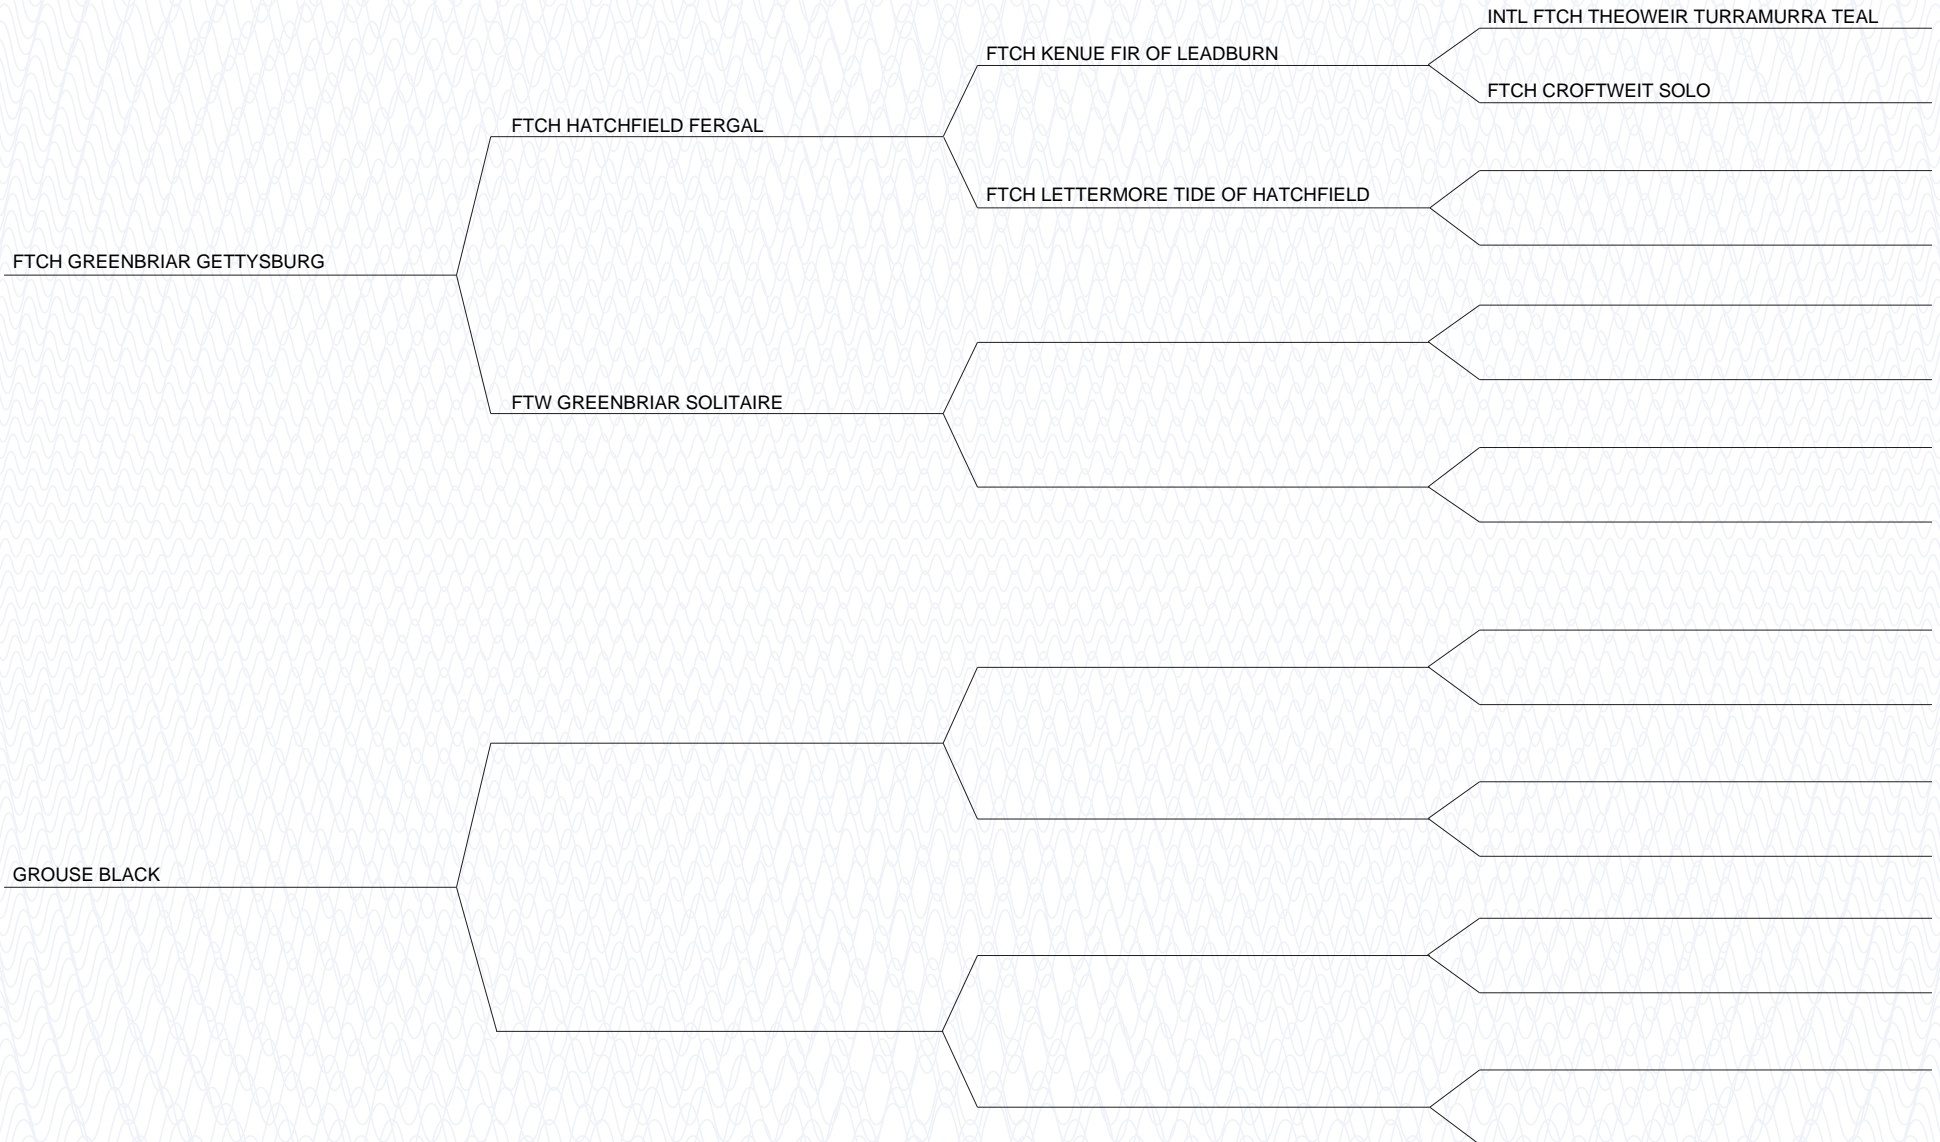 INTL FTCH THEOWEIR TURRAMURRA TEAL
FTCH KENUE FIR OF LEADBURN
FTCH CROFTWEIT SOLO
FTCH HATCHFIELD FERGAL
FTCH LETTERMORE TIDE OF HATCHFIELD
FTCH GREENBRIAR GETTYSBURG
FTW GREENBRIAR SOLITAIRE
GROUSE BLACK